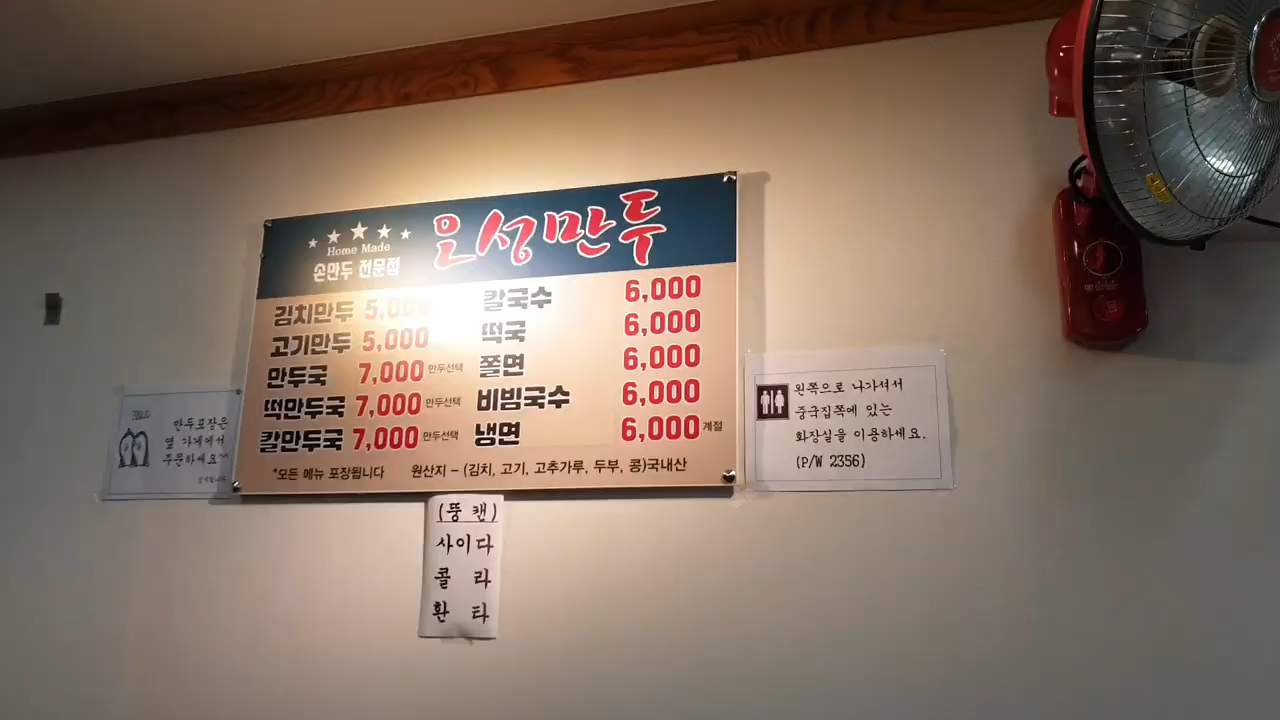 Home Made
손만두 전문점
오성만두
김치만두 5,000
고기만두 5,000
만두국 7,000 만두선택
떡만두국 7,000 만두선택
칼만두국 7,000 만두선택
칼국수 6,000
떡국 6,000
쫄면 6,000
비빔국수 6,000
냉면 6,000 계절
*모든 메뉴 포장됩니다 원산지 – (김치, 고기, 고추가루, 두부, 콩)국내산
만두포장은
옆 가게에서
주문하세요~
(뚱 캔)
사이다
콜 라
환 타
왼쪽으로 나가셔서
중국집쪽에 있는
화장실을 이용하세요.
(P/W 2356)